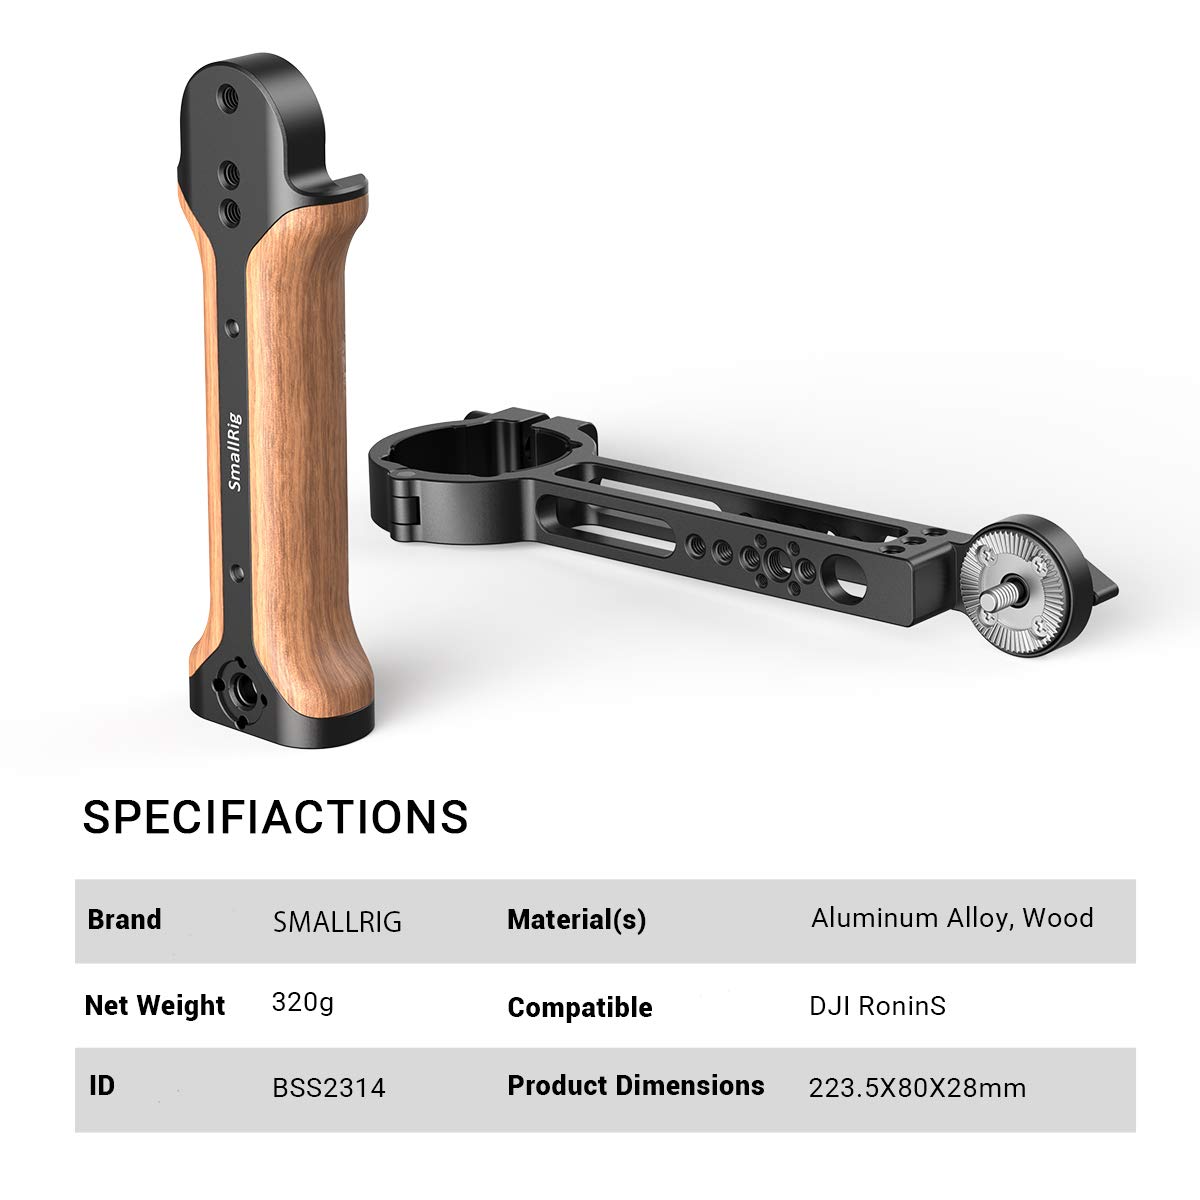 SmallRig
SPECIFIACTIONS
Brand SMALLRIG Material(s) Aluminum Alloy, Wood
Net Weight 320g Compatible DJI RoninS
ID BSS2314 Product Dimensions 223.5X80X28mm